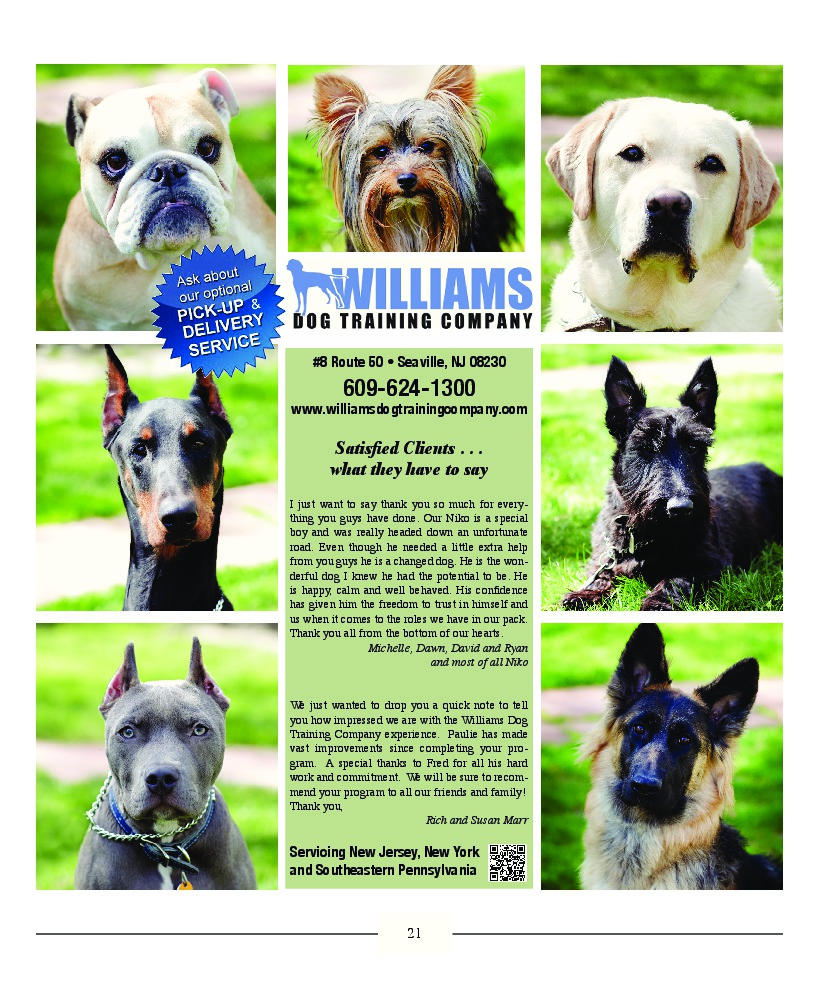 Ask about
our optional
PICK-UP &
DELIVERY
SERVICE
WILLIAMS
DOG TRAINING COMPANY
#8 Route 50 • Seaville, NJ 08230
609-624-1300
www.williamsdogtrainingcompany.com
Satisfied Clients . . .
what they have to say
I just want to say thank you so much for every-
thing you guys have done. Our Niko is a special
boy and was really headed down an unfortunate
road. Even though he needed a little extra help
from you guys he is a changed dog. He is the won-
derful dog I knew he had the potential to be. He
is happy, calm and well behaved. His confidence
has given him the freedom to trust in himself and
us when it comes to the roles we have in our pack.
Thank you all from the bottom of our hearts.
Michelle, Dawn, David and Ryan
and most of all Niko
We just wanted to drop you a quick note to tell
you how impressed we are with the Williams Dog
Training Company experience. Paulie has made
vast improvements since completing your pro-
gram. A special thanks to Fred for all his hard
work and commitment. We will be sure to recom-
mend your program to all our friends and family!
Thank you,
Rich and Susan Marr
Servicing New Jersey, New York
and Southeastern Pennsylvania
21